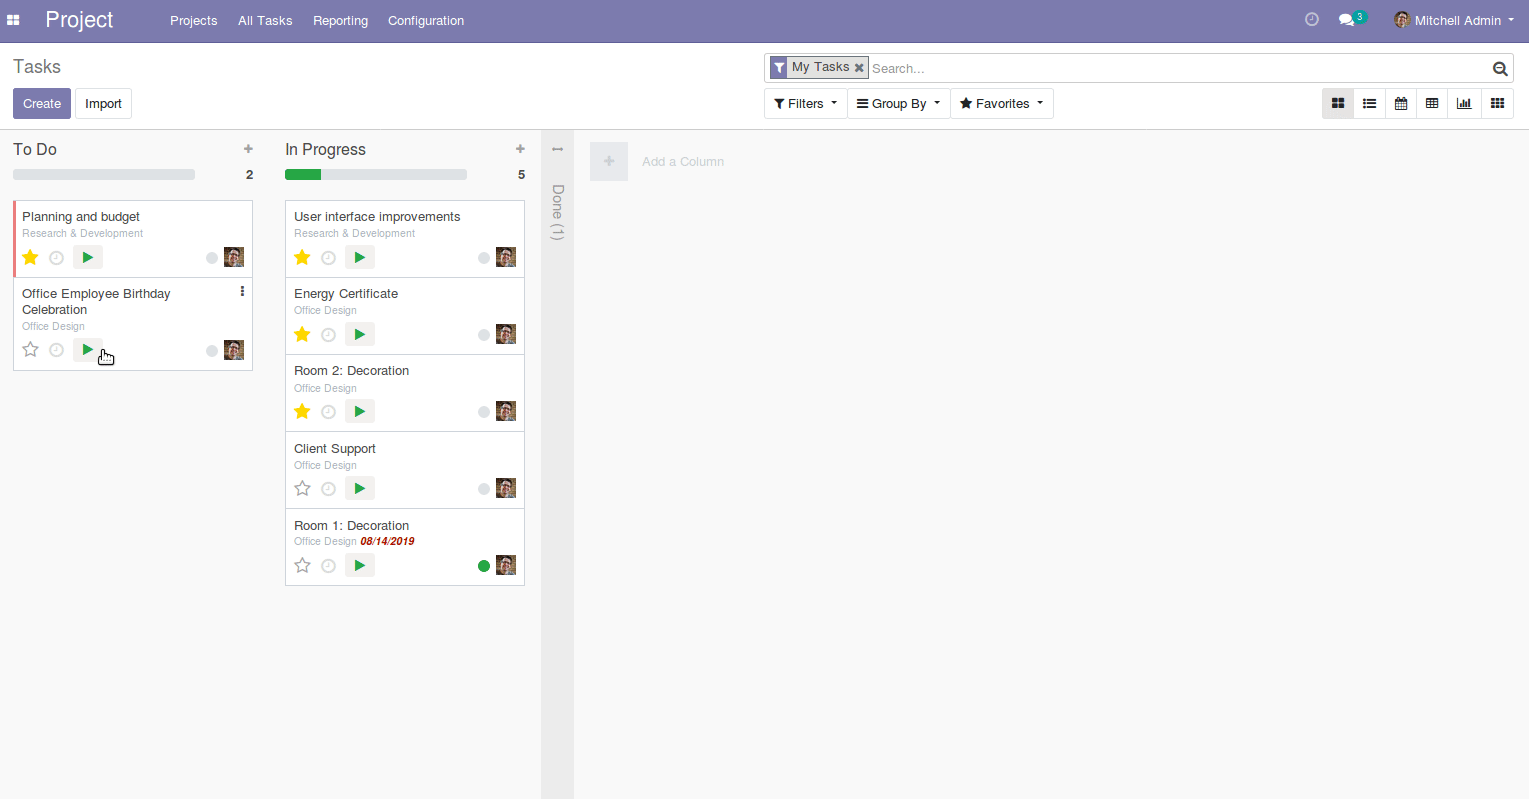 Project Projects All Tasks Reporting Configuration 3 Mitchell Admin
Tasks
My Tasks Search...
Create Import
Filters Group By Favorites
To Do
2
Planning and budget
Research & Development
Office Employee Birthday
Celebration
Office Design
In Progress
5
User interface improvements
Research & Development
Energy Certificate
Office Design
Room 2: Decoration
Office Design
Client Support
Office Design
Room 1: Decoration
Office Design 08/14/2019
Done (1)
Add a Column